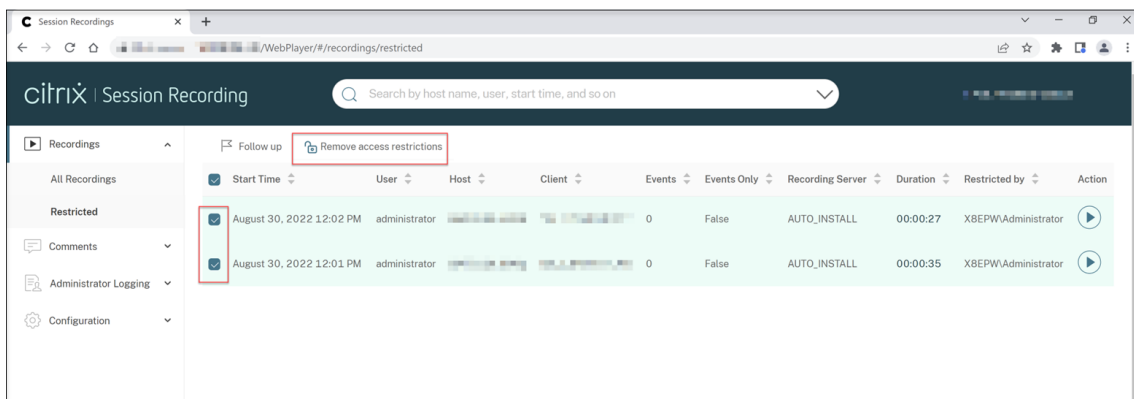 Session Recordings
/WebPlayer/#/recordings/restricted
citrix | Session Recording
Search by host name, user, start time, and so on
Recordings
Follow up Remove access restrictions
All Recordings
Start Time User Host Client Events Events Only Recording Server Duration Restricted by Action
Restricted
August 30, 2022 12:02 PM administrator 0 False AUTO_INSTALL 00:00:27 X8EPW\Administrator
Comments
August 30, 2022 12:01 PM administrator 0 False AUTO_INSTALL 00:00:35 X8EPW\Administrator
Administrator Logging
Configuration